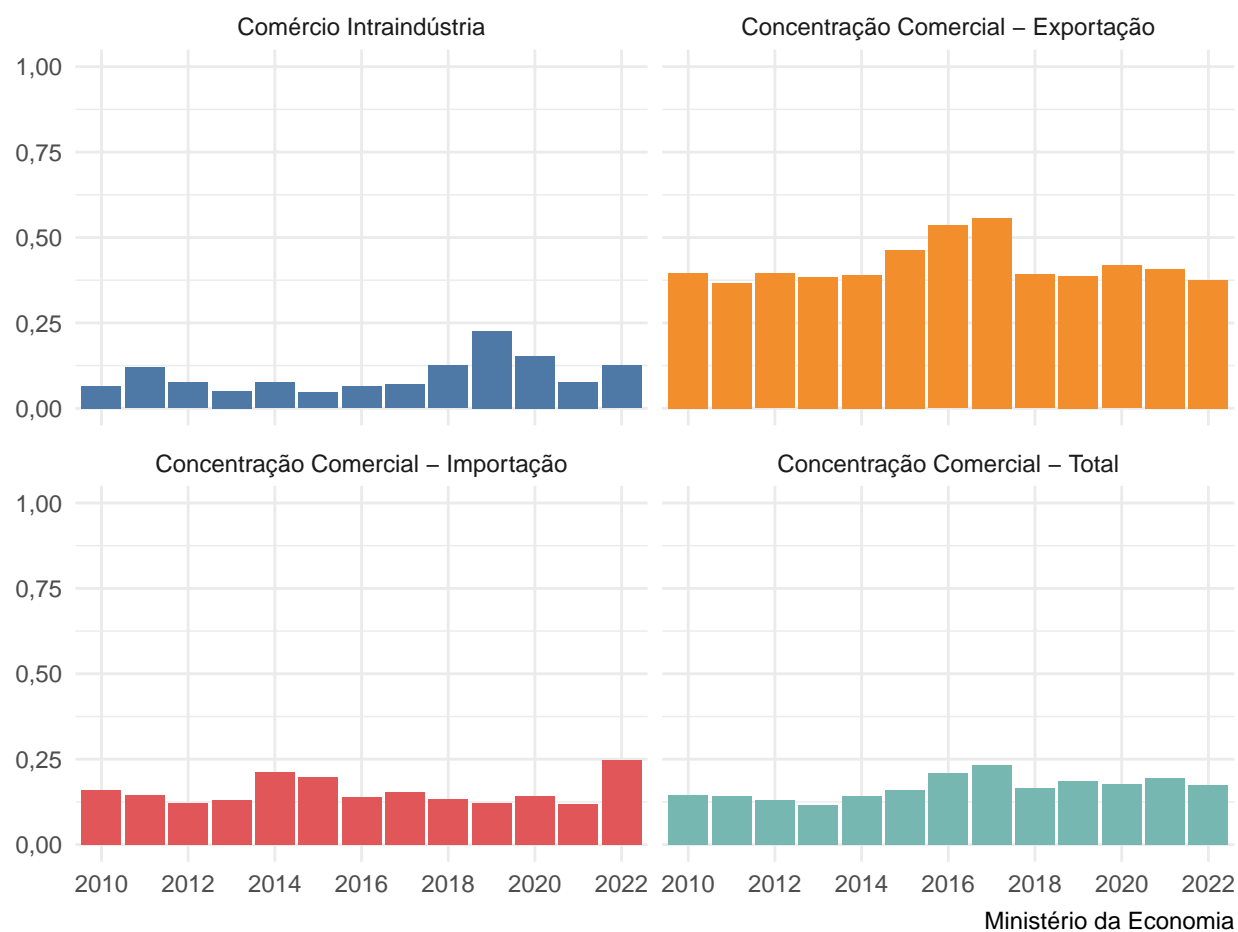 Comércio Intraindústria
Concentração Comercial – Exportação
1,00
0,75
0,50
0,25
0,00
Concentração Comercial – Importação
Concentração Comercial – Total
1,00
0,75
0,50
0,25
0,00
2010 2012 2014 2016 2018 2020 2022
2010 2012 2014 2016 2018 2020 2022
Ministério da Economia